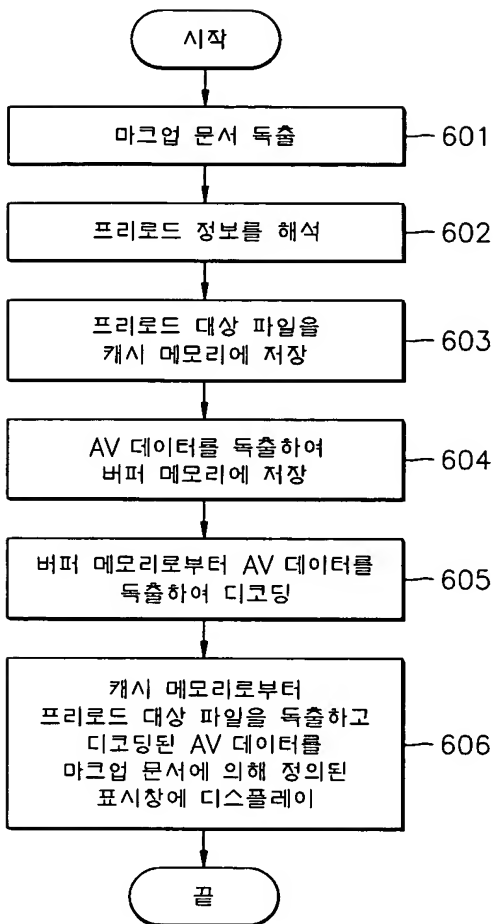 시작
마크업 문서 독출
601
프리로드 정보를 해석
602
프리로드 대상 파일을
캐시 메모리에 저장
603
AV 데이터를 독출하여
버퍼 메모리에 저장
604
버퍼 메모리로부터 AV 데이터를
독출하여 디코딩
605
캐시 메모리로부터
프리로드 대상 파일을 독출하고
디코딩된 AV 데이터를
마크업 문서에 의해 정의된
표시창에 디스플레이
606
끝